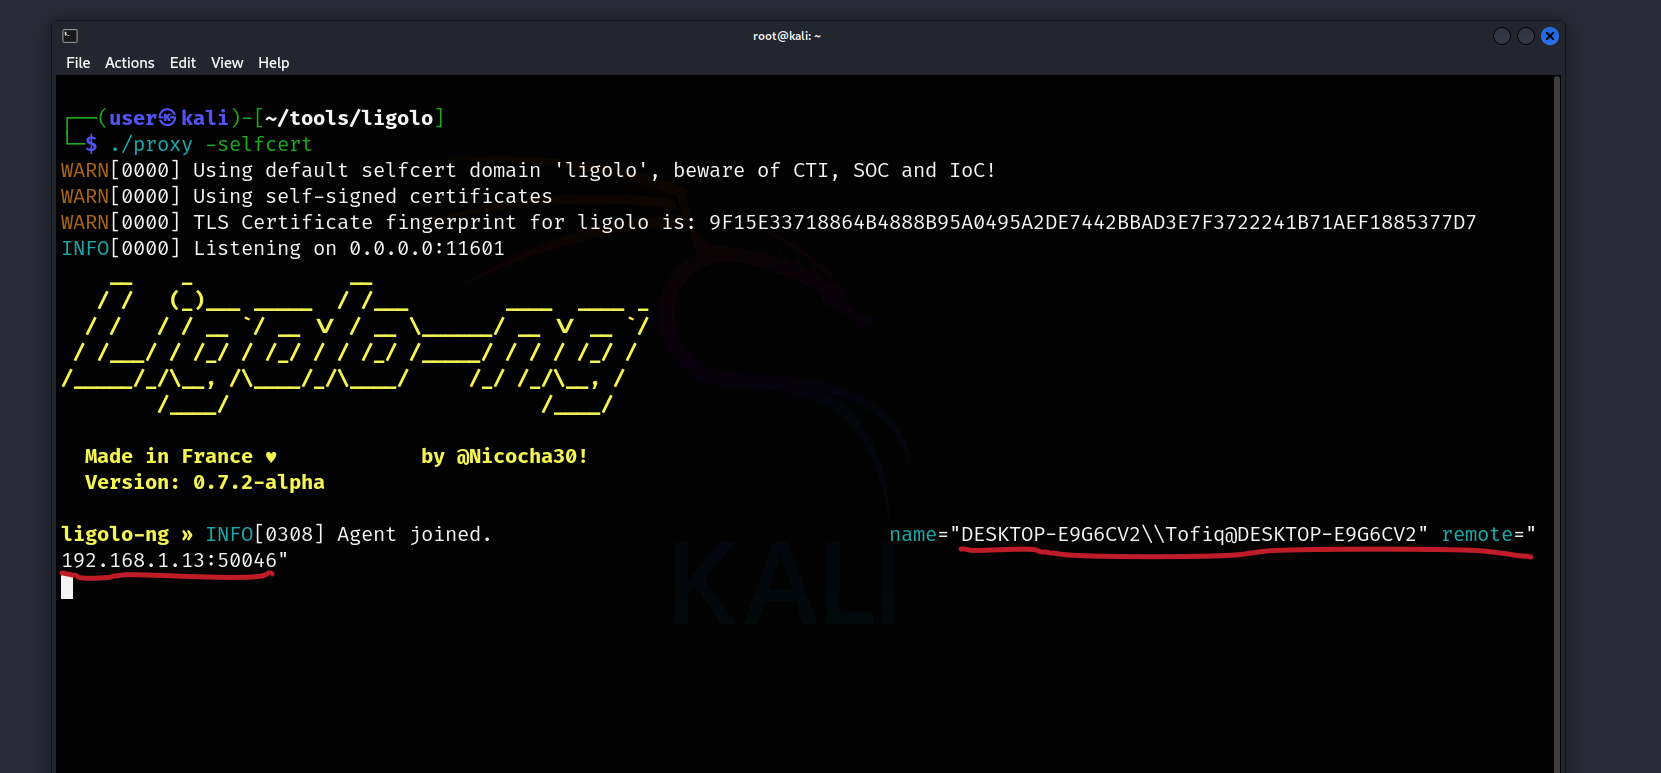 root@kali: ~
File Actions Edit View Help
┌──(user㉿kali)-[~/tools/ligolo]
└─$ ./proxy -selfcert
WARN[0000] Using default selfcert domain 'ligolo', beware of CTI, SOC and IoC!
WARN[0000] Using self-signed certificates
WARN[0000] TLS Certificate fingerprint for ligolo is: 9F15E33718864B4888B95A0495A2DE7442BBAD3E7F3722241B71AEF1885377D7
INFO[0000] Listening on 0.0.0.0:11601
Ligolo-ng
Made in France ♥ by @Nicocha30!
Version: 0.7.2-alpha
ligolo-ng » INFO[0308] Agent joined. name="DESKTOP-E9G6CV2\\Tofiq@DESKTOP-E9G6CV2" remote="
192.168.1.13:50046"
KALI